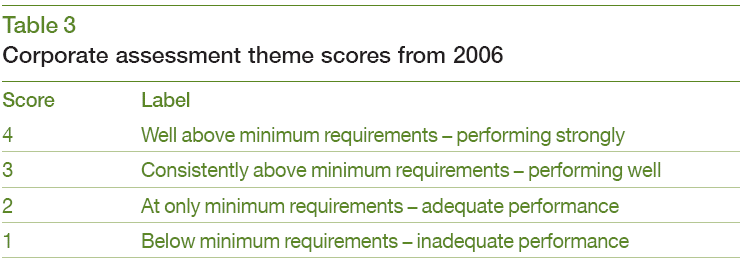 Table 3
Corporate assessment theme scores from 2006
Score Label
4 Well above minimum requirements – performing strongly
3 Consistently above minimum requirements – performing well
2 At only minimum requirements – adequate performance
1 Below minimum requirements – inadequate performance